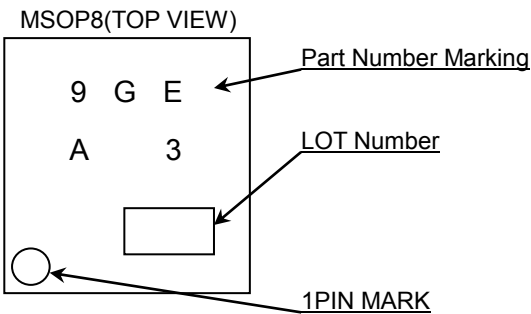 MSOP8(TOP VIEW)
Part Number Marking
9 G E
A 3
LOT Number
1PIN MARK